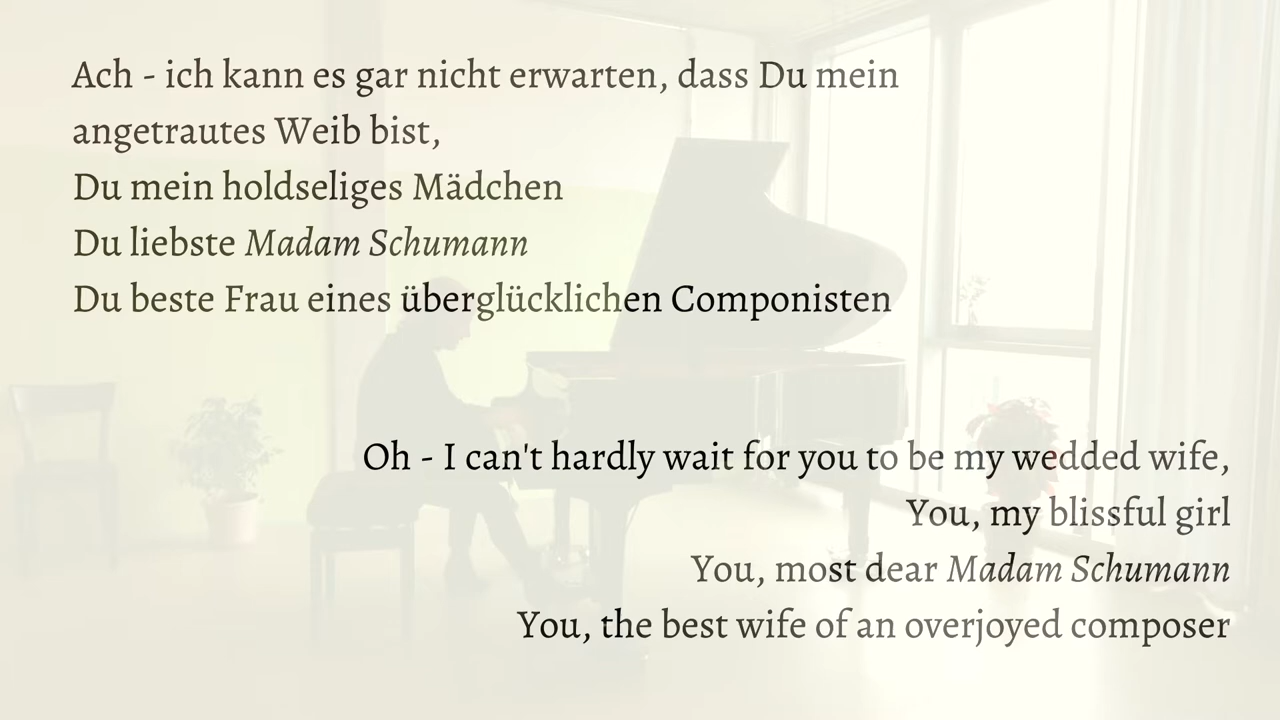 Ach - ich kann es gar nicht erwarten, dass Du mein
angetrautes Weib bist,
Du mein holdseliges Mädchen
Du liebste Madam Schumann
Du beste Frau eines überglücklichen Componisten
Oh - I can't hardly wait for you to be my wedded wife,
You, my blissful girl
You, most dear Madam Schumann
You, the best wife of an overjoyed composer